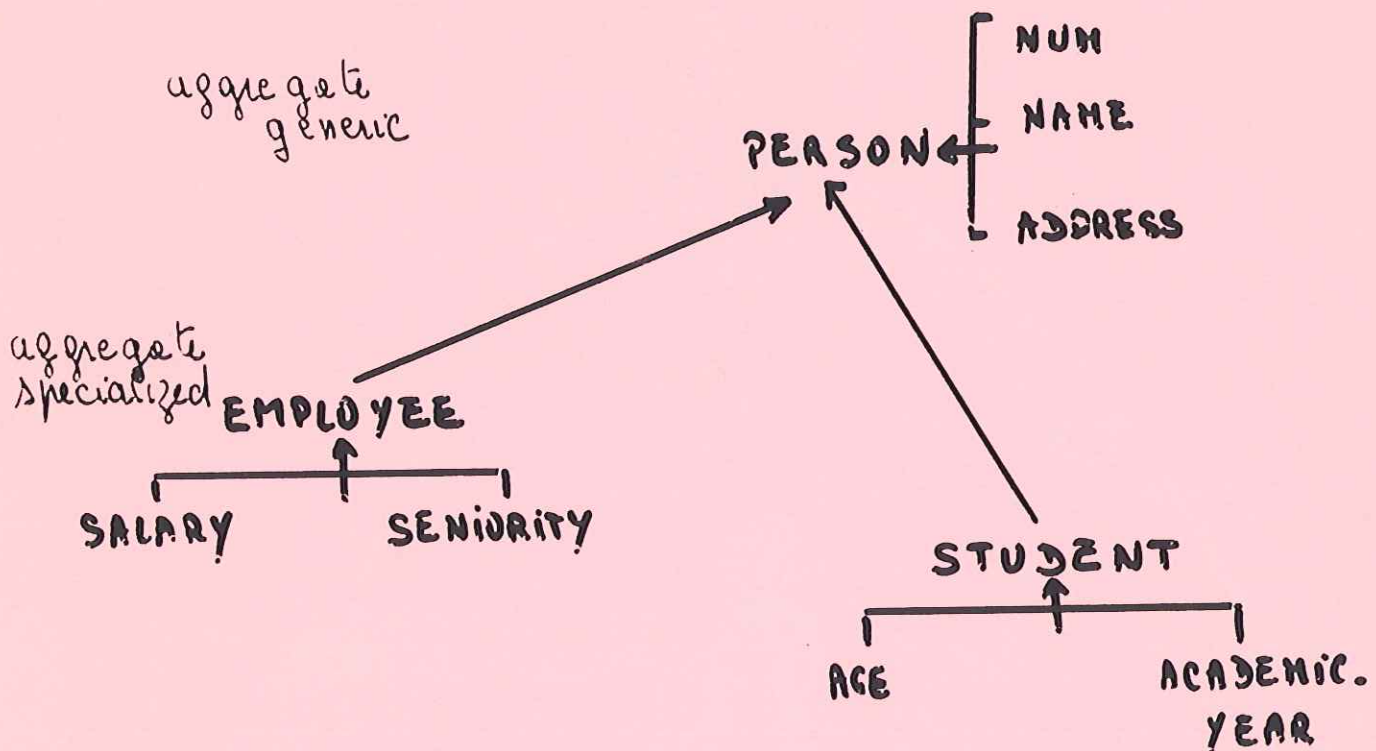 NUM
aggregate
generic
NAME
PERSON
ADDRESS
aggregate
specialized
EMPLOYEE
SALARY
SENIORITY
STUDENT
AGE
ACADEMIC.
YEAR